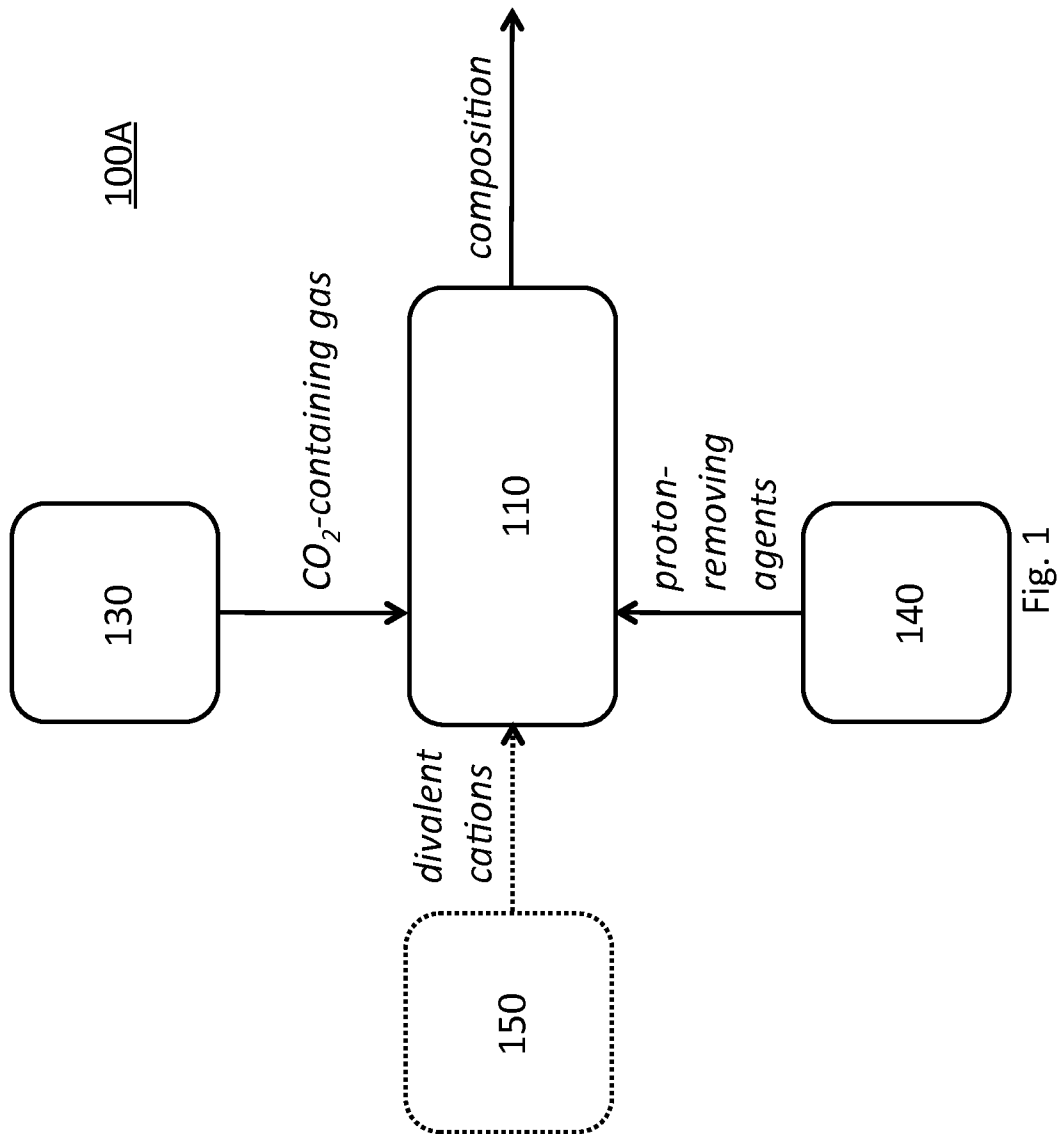 100A
130
CO₂-containing gas
composition
110
divalent
cations
150
proton-
removing
agents
140
Fig. 1